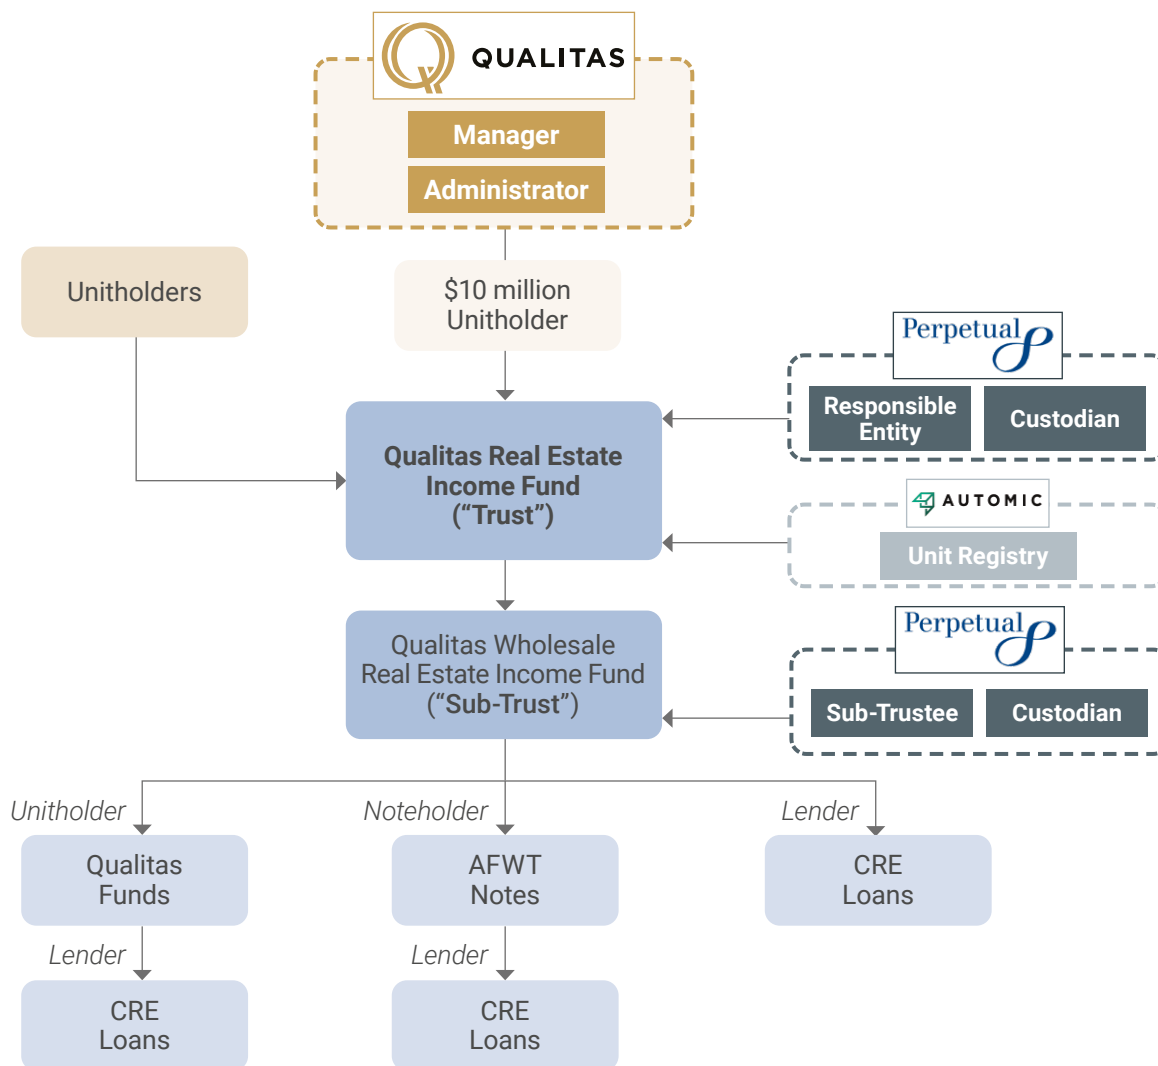 QUALITAS
Manager
Administrator
Unitholders
$10 million
Unitholder
Perpetual
Responsible
Entity
Custodian
Qualitas Real Estate
Income Fund
(“Trust”)
AUTOMIC
Unit Registry
Perpetual
Qualitas Wholesale
Real Estate Income Fund
(“Sub-Trust”)
Sub-Trustee
Custodian
Unitholder
Noteholder
Lender
Qualitas
Funds
AFWT
Notes
CRE
Loans
Lender
Lender
CRE
Loans
CRE
Loans